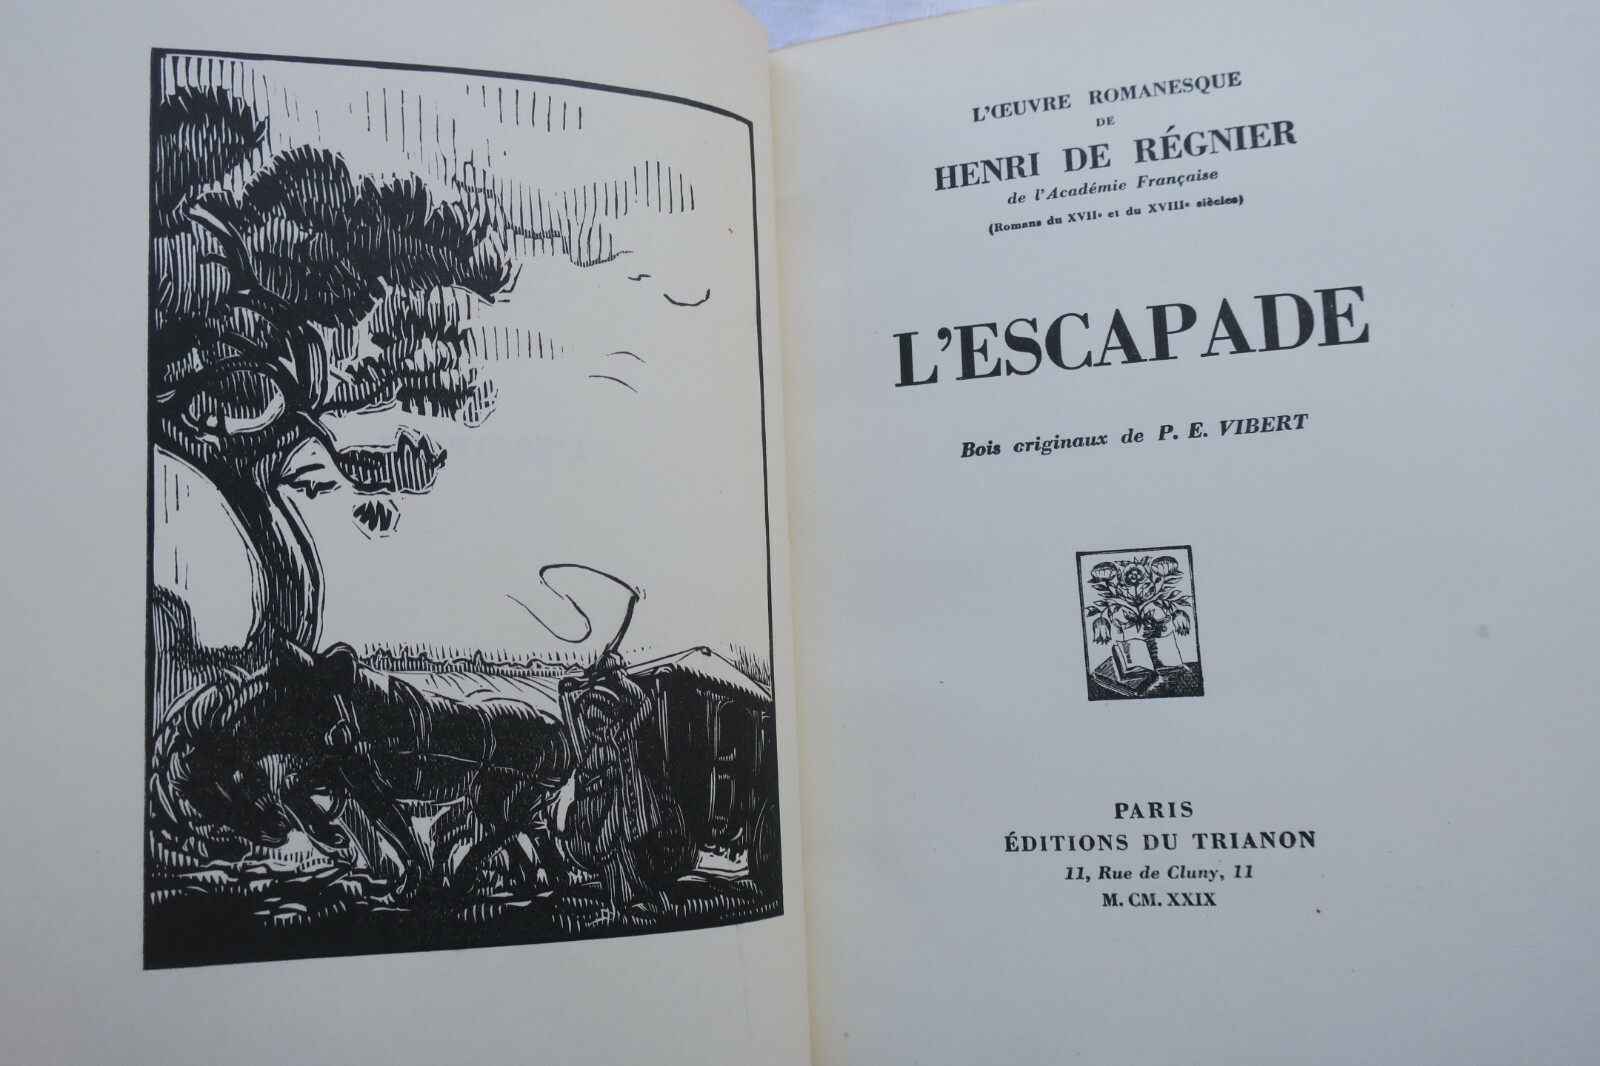 L'ŒUVRE ROMANESQUE
DE
HENRI DE RÉGNIER
de l'Académie Française
(Romans du XVIIe et du XVIIIe siècles)
L'ESCAPADE
Bois originaux de P. E. VIBERT
PARIS
ÉDITIONS DU TRIANON
11, Rue de Cluny, 11
M. CM. XXIX